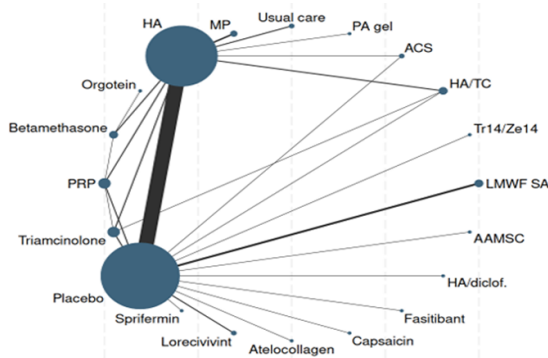 HA
MP
Usual care
PA gel
ACS
HA/TC
Tr14/Ze14
LMWF SA
AAMSC
HA/diclof.
Fasitibant
Capsaicin
Atelocollagen
Lorecivivint
Sprifermin
Placebo
Triamcinolone
PRP
Betamethasone
Orgotein